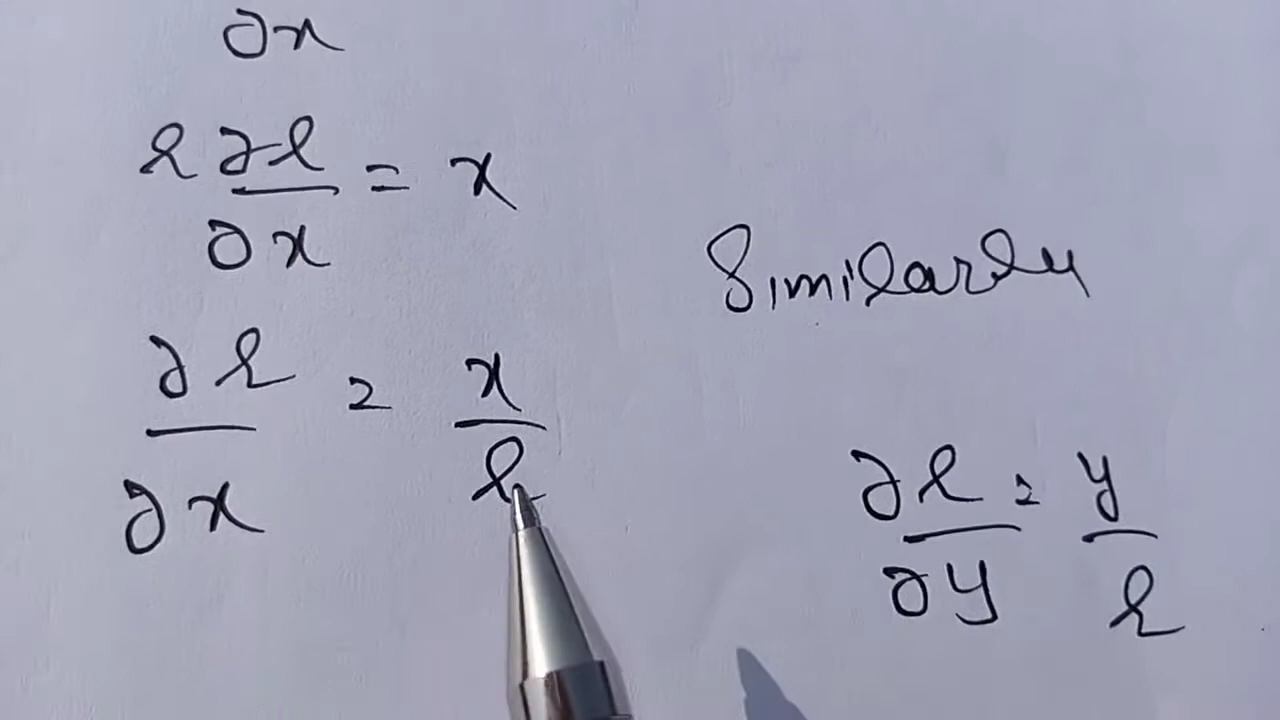 ∂x
r ∂r/∂x = x
∂r/∂x = x/r
Similarly
∂r/∂y = y/r